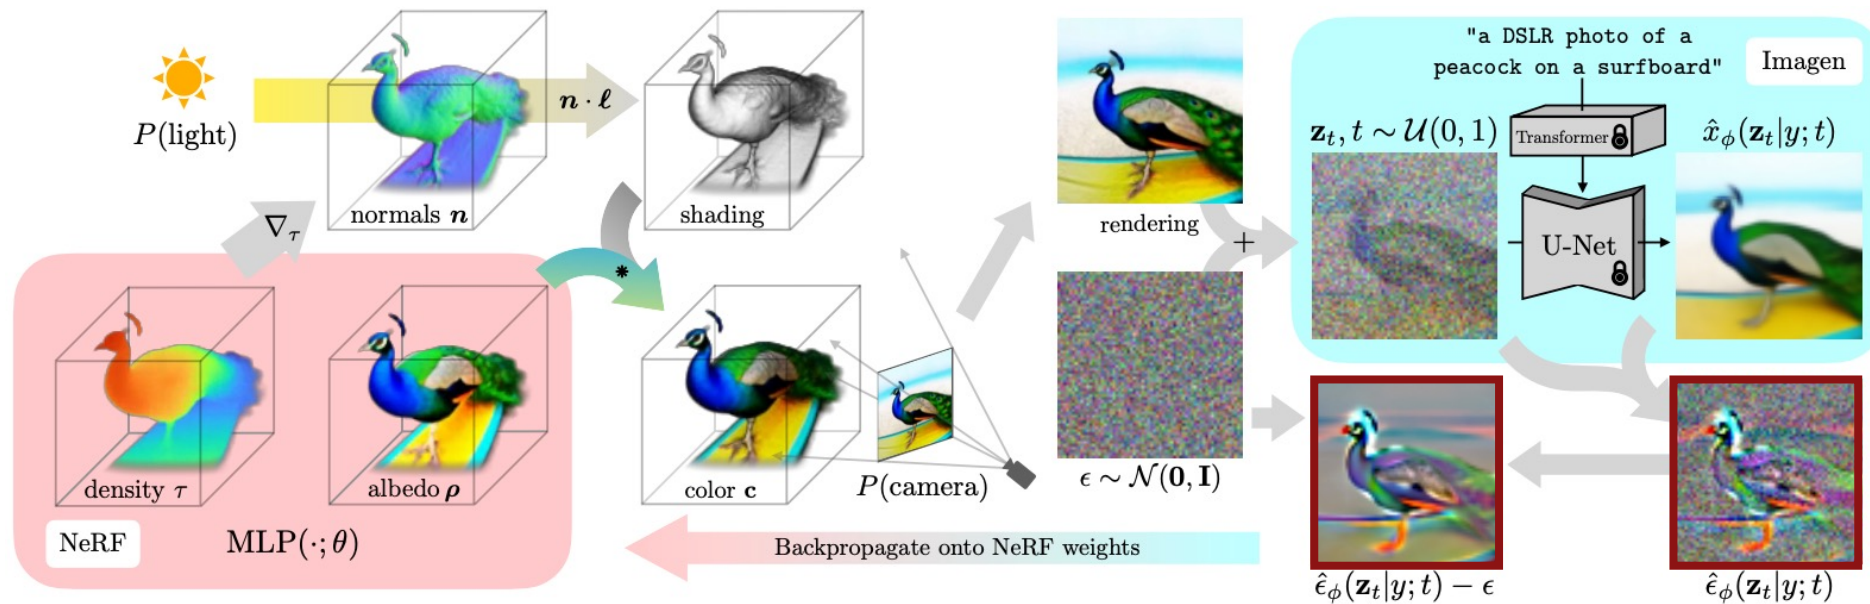 "a DSLR photo of a
peacock on a surfboard"
Imagen
P(light)
n · ℓ
z_t, t ∼ U(0, 1)
Transformer
x̂_ϕ(z_t|y; t)
∇_τ
normals n
shading
rendering
+
U-Net
*
density τ
albedo ρ
color c
P(camera)
ϵ ∼ N(0, I)
NeRF
MLP(·; θ)
Backpropagate onto NeRF weights
ϵ̂_ϕ(z_t|y; t) − ϵ
ϵ̂_ϕ(z_t|y; t)